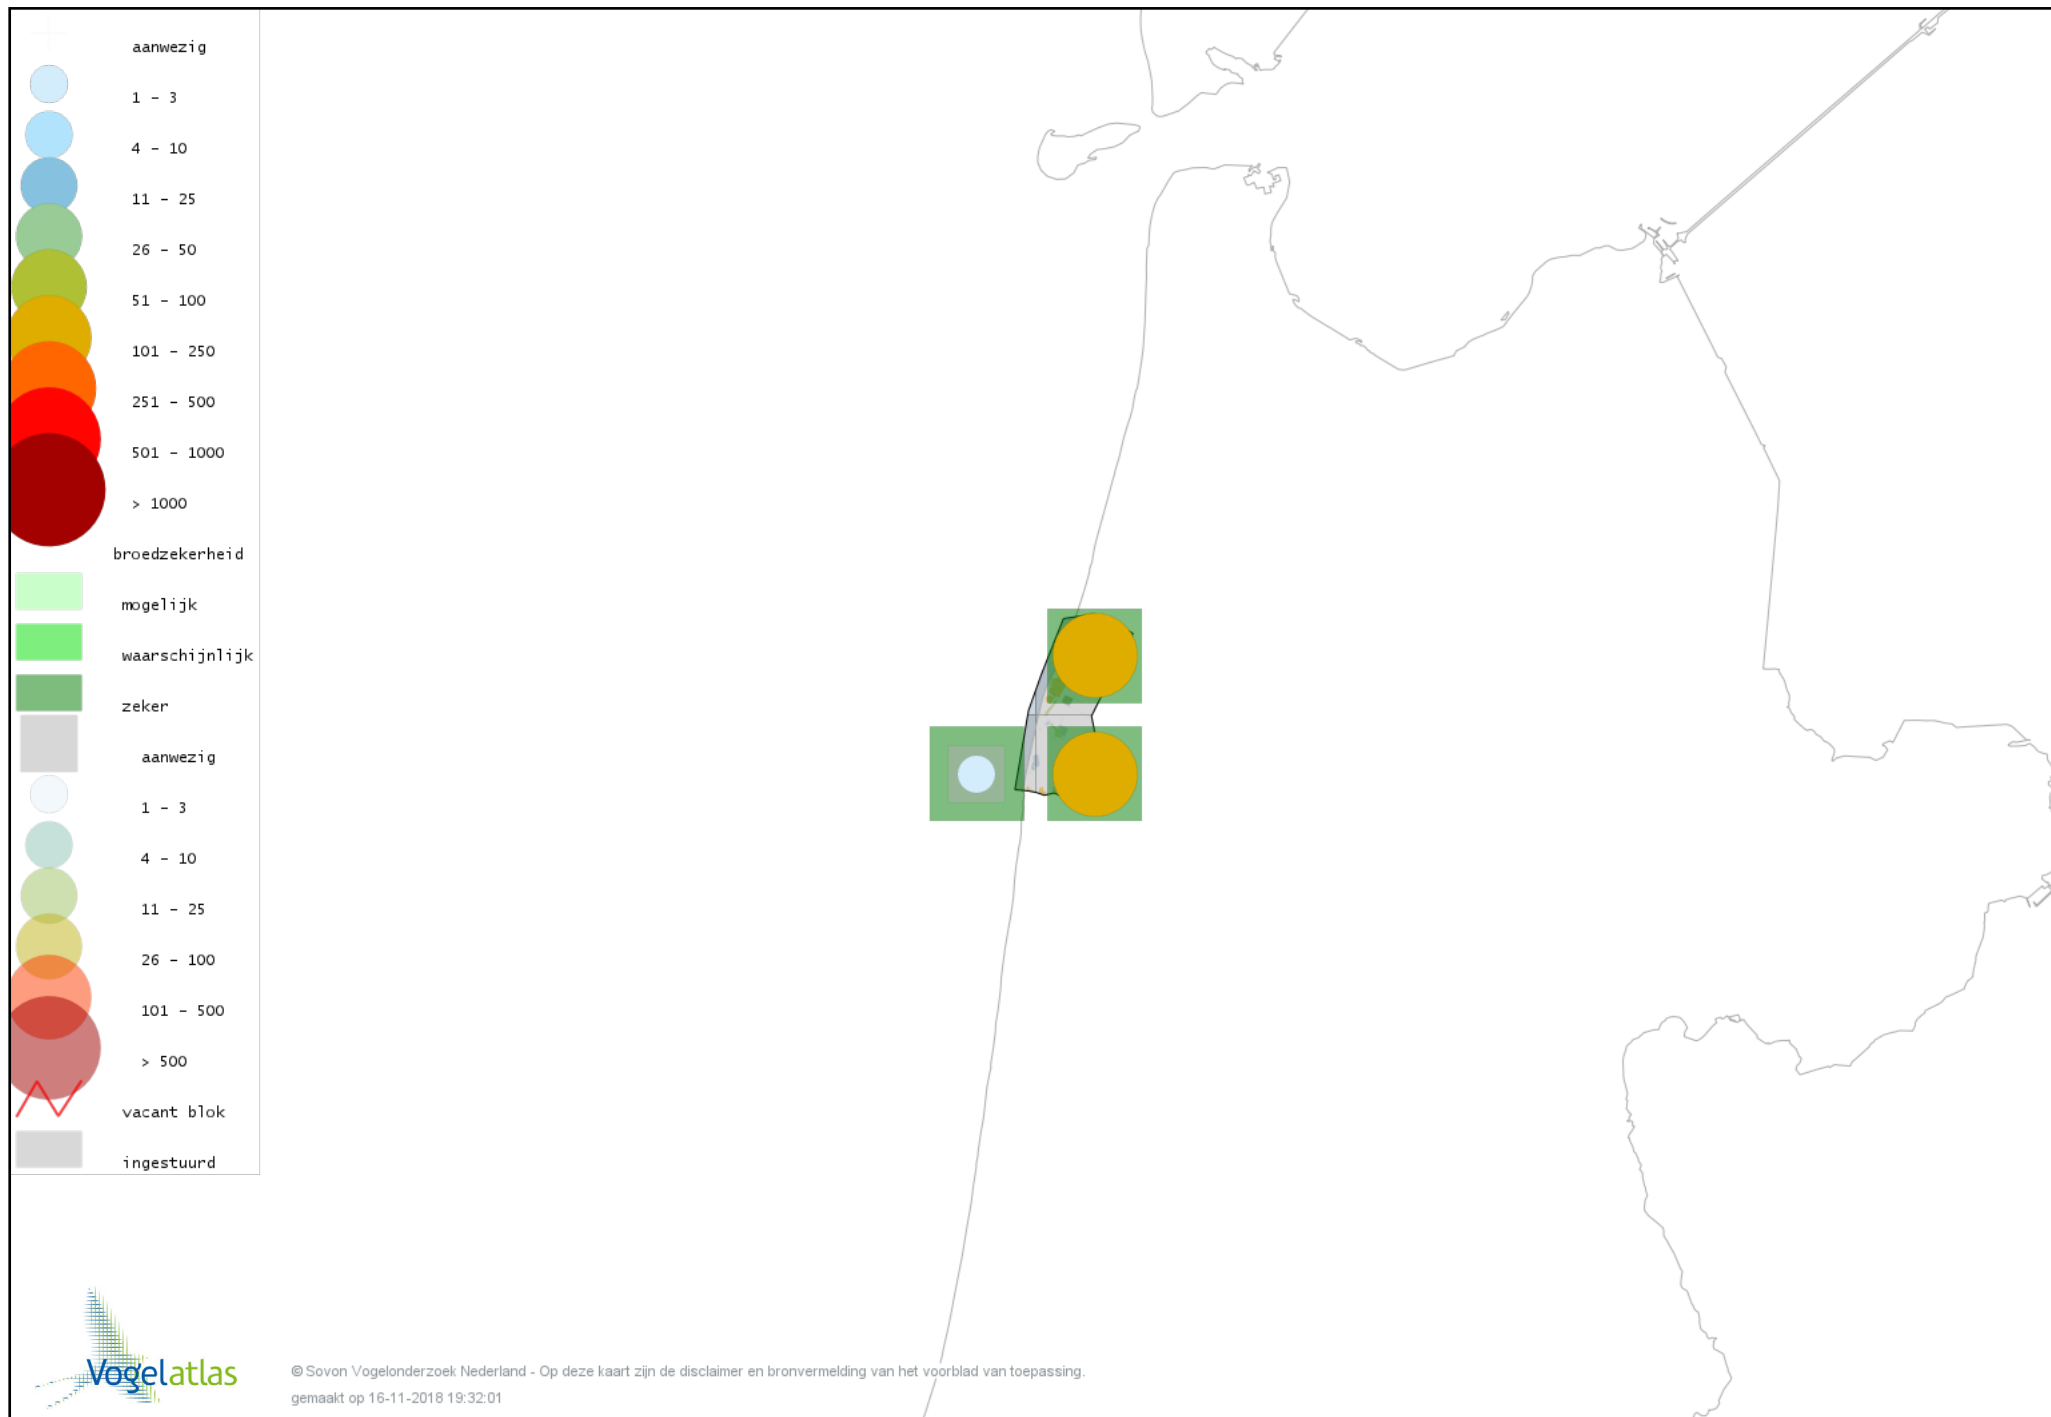 aanwezig
1 - 3
4 - 10
11 - 25
26 - 50
51 - 100
101 - 250
251 - 500
501 - 1000
> 1000
broedzekerheid
mogelijk
waarschijnlijk
zeker
aanwezig
1 - 3
4 - 10
11 - 25
26 - 100
101 - 500
> 500
vacant blok
ingestuurd
Vogelatlas
© Sovon Vogelonderzoek Nederland - Op deze kaart zijn de disclaimer en bronvermelding van het voorblad van toepassing.
gemaakt op 16-11-2018 19:32:01